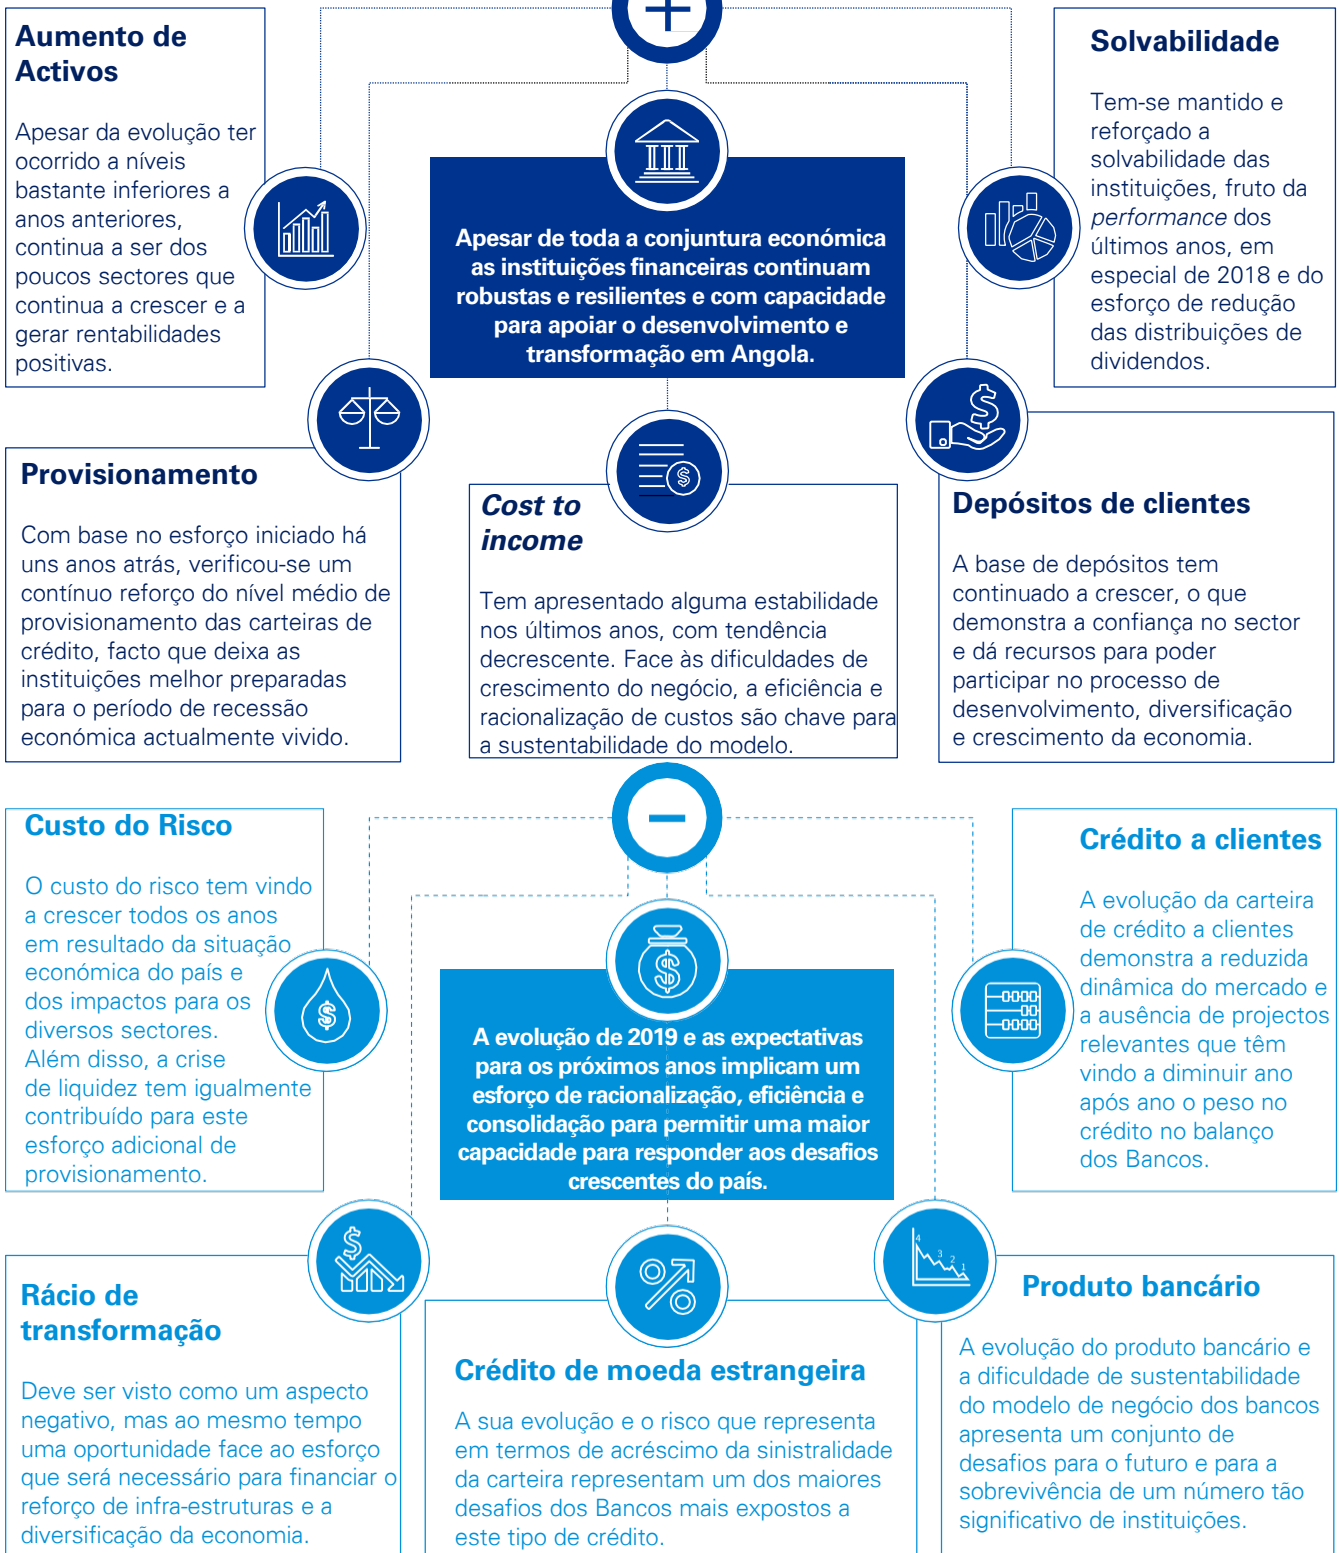 Aumento de
Activos
Apesar da evolução ter
ocorrido a níveis
bastante inferiores a
anos anteriores,
continua a ser dos
poucos sectores que
continua a crescer e a
gerar rentabilidades
positivas.
Apesar de toda a conjuntura económica
as instituições financeiras continuam
robustas e resilientes e com capacidade
para apoiar o desenvolvimento e
transformação em Angola.
Solvabilidade
Tem-se mantido e
reforçado a
solvabilidade das
instituições, fruto da
performance dos
últimos anos, em
especial de 2018 e do
esforço de redução
das distribuições de
dividendos.
Provisionamento
Com base no esforço iniciado há
uns anos atrás, verificou-se um
contínuo reforço do nível médio de
provisionamento das carteiras de
crédito, facto que deixa as
instituições melhor preparadas
para o período de recessão
económica actualmente vivido.
$
Cost to
income
Tem apresentado alguma estabilidade
nos últimos anos, com tendência
decrescente. Face às dificuldades de
crescimento do negócio, a eficiência e
racionalização de custos são chave para
a sustentabilidade do modelo.
$
Depósitos de clientes
A base de depósitos tem
continuado a crescer, o que
demonstra a confiança no sector
e dá recursos para poder
participar no processo de
desenvolvimento, diversificação
e crescimento da economia.
Custo do Risco
O custo do risco tem vindo
a crescer todos os anos
em resultado da situação
económica do país e
dos impactos para os
diversos sectores.
Além disso, a crise
de liquidez tem igualmente
contribuído para este
esforço adicional de
provisionamento.
$
$
A evolução de 2019 e as expectativas
para os próximos anos implicam um
esforço de racionalização, eficiência e
consolidação para permitir uma maior
capacidade para responder aos desafios
crescentes do país.
Crédito a clientes
A evolução da carteira
de crédito a clientes
demonstra a reduzida
dinâmica do mercado e
a ausência de projectos
relevantes que têm
vindo a diminuir ano
após ano o peso no
crédito no balanço
dos Bancos.
$
Rácio de
transformação
Deve ser visto como um aspecto
negativo, mas ao mesmo tempo
uma oportunidade face ao esforço
que será necessário para financiar o
reforço de infra-estruturas e a
diversificação da economia.
Crédito de moeda estrangeira
A sua evolução e o risco que representa
em termos de acréscimo da sinistralidade
da carteira representam um dos maiores
desafios dos Bancos mais expostos a
este tipo de crédito.
4 3 2 1
Produto bancário
A evolução do produto bancário e
a dificuldade de sustentabilidade
do modelo de negócio dos bancos
apresenta um conjunto de
desafios para o futuro e para a
sobrevivência de um número tão
significativo de instituições.